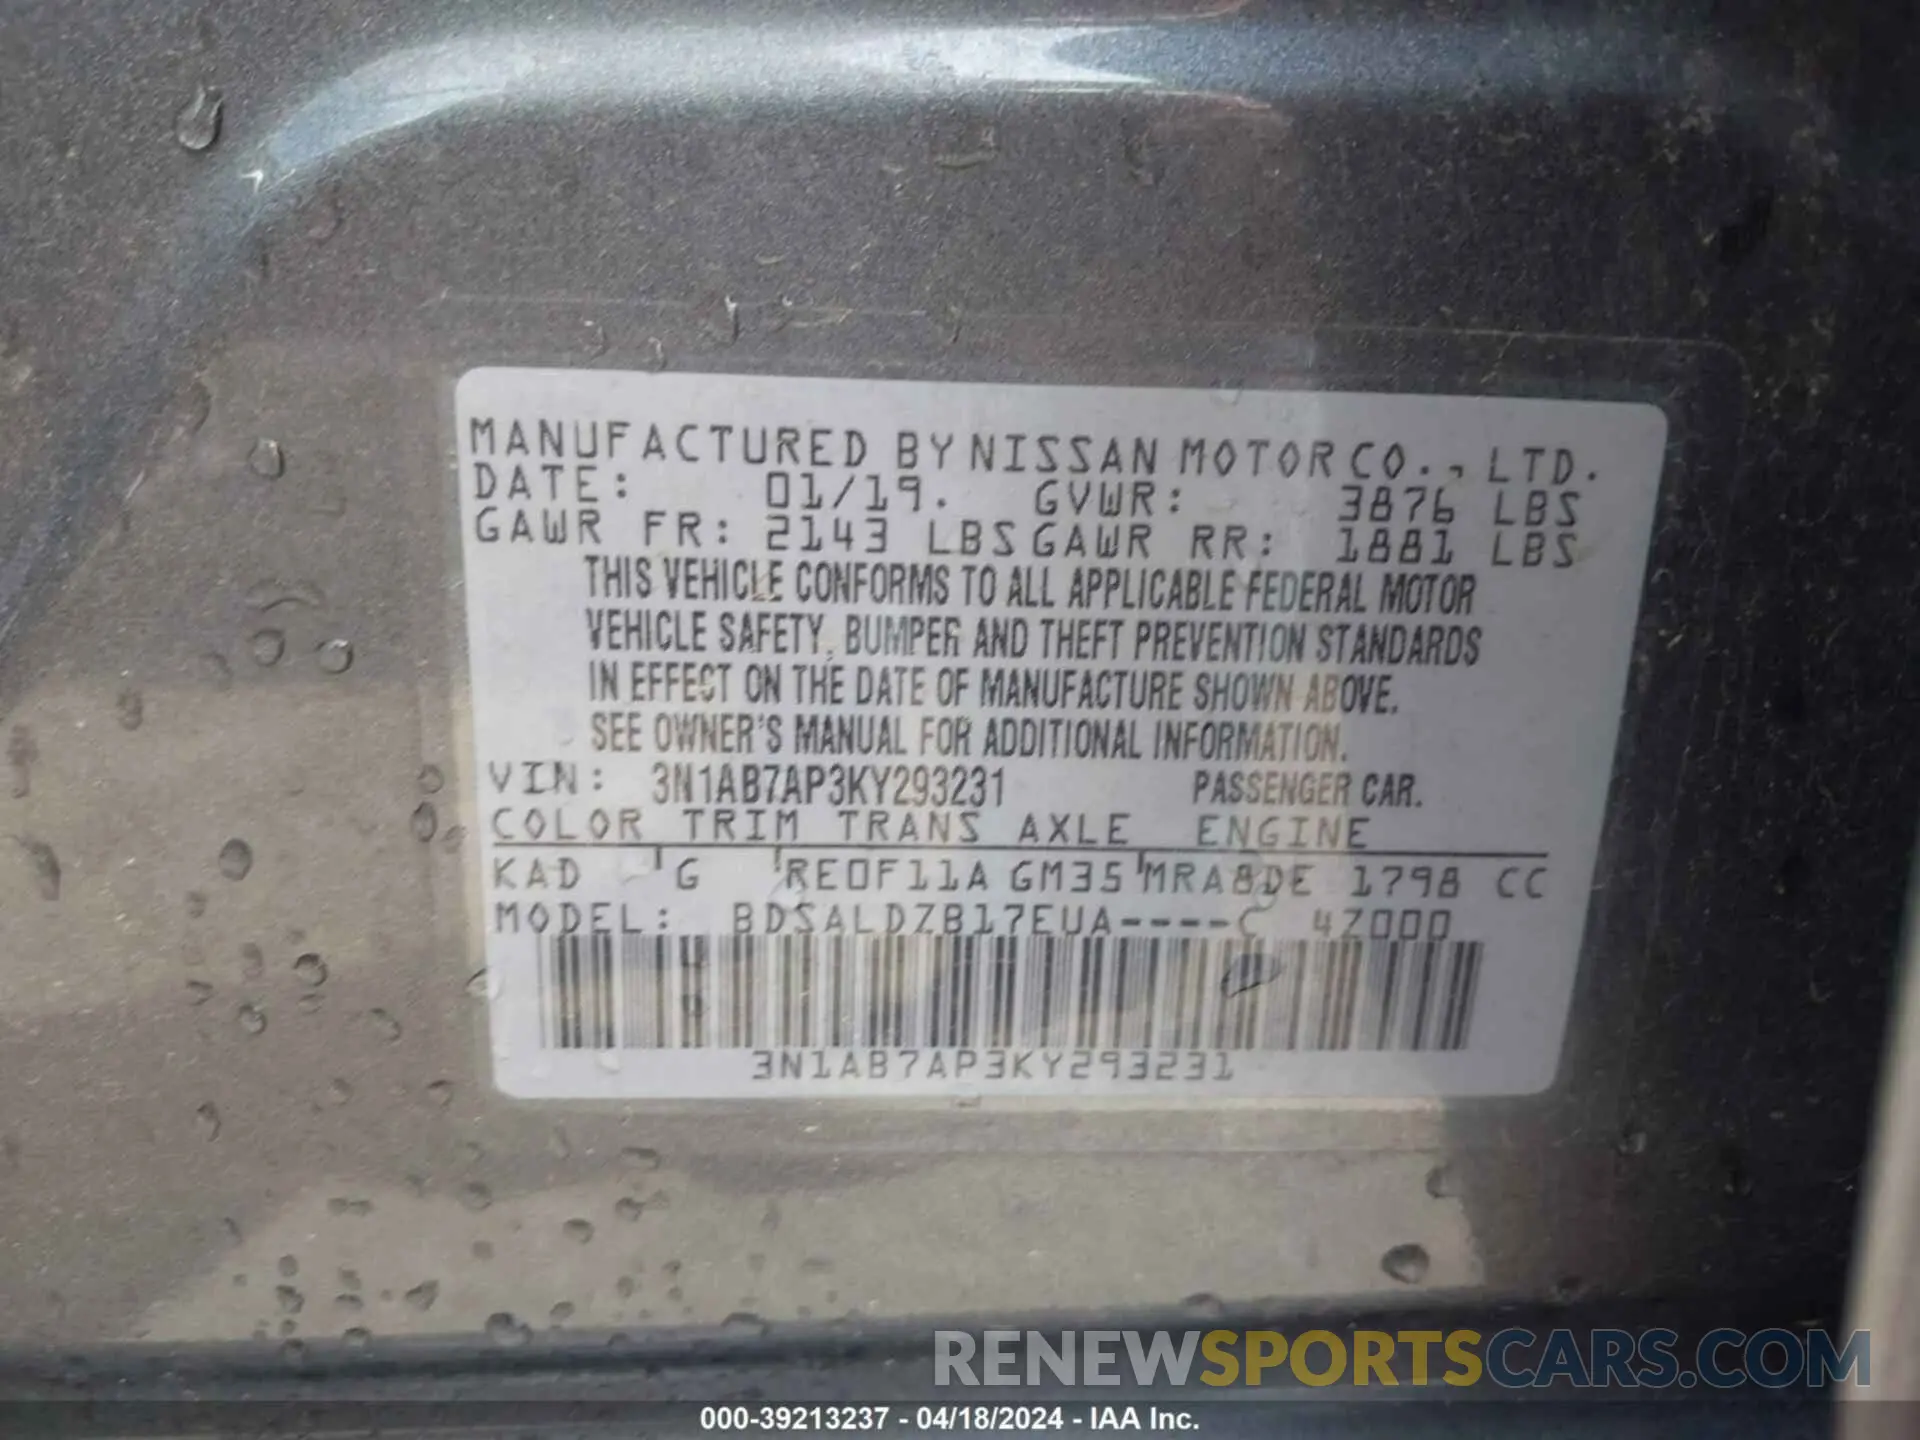 MANUFACTURED BY NISSAN MOTOR CO., LTD.
DATE: 01/19. GVWR: 3876 LBS
GAWR FR: 2143 LBS GAWR RR: 1881 LBS
THIS VEHICLE CONFORMS TO ALL APPLICABLE FEDERAL MOTOR
VEHICLE SAFETY, BUMPER AND THEFT PREVENTION STANDARDS
IN EFFECT ON THE DATE OF MANUFACTURE SHOWN ABOVE.
SEE OWNER'S MANUAL FOR ADDITIONAL INFORMATION.
VIN: 3N1AB7AP3KY293231 PASSENGER CAR.
COLOR TRIM TRANS AXLE ENGINE
KAD G RE0F11A GM35 MRA8DE 1798 CC
MODEL: BDSALDZB17EUA----C 4Z000
3N1AB7AP3KY293231
RENEWSPORTSCARS.COM
000-39213237 - 04/18/2024 - IAA Inc.